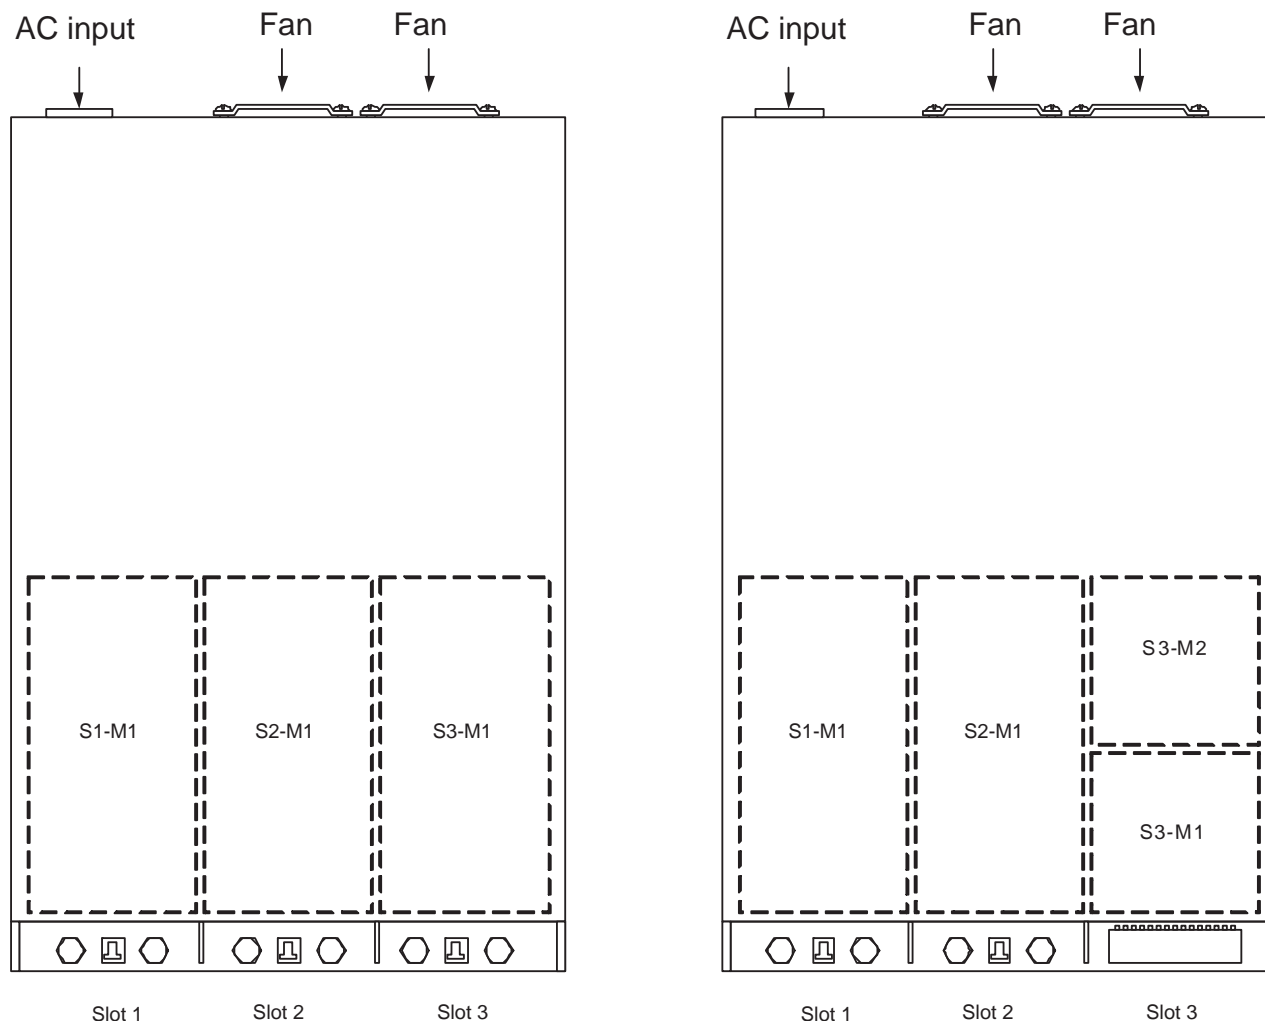 AC input
Fan
Fan
S1-M1
S2-M1
S3-M1
Slot 1
Slot 2
Slot 3
AC input
Fan
Fan
S1-M1
S2-M1
S3-M2
S3-M1
Slot 1
Slot 2
Slot 3